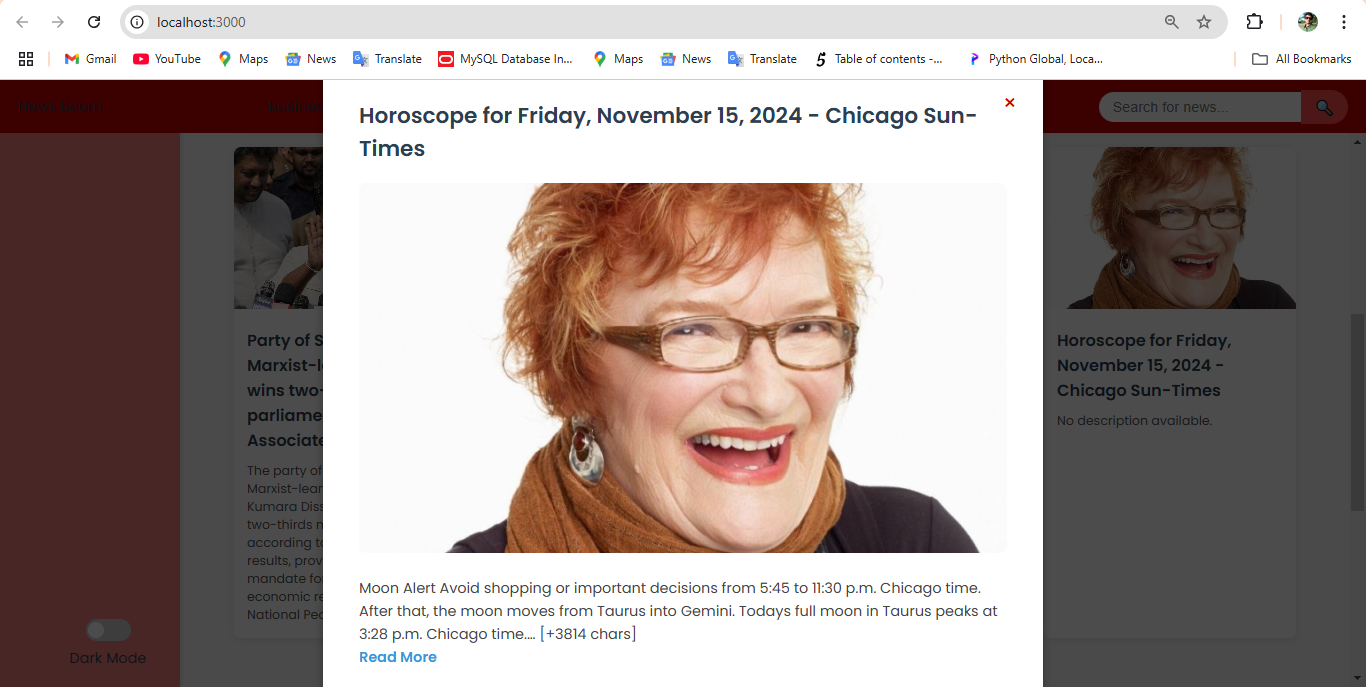 localhost:3000
Gmail YouTube Maps News Translate MySQL Database In... Maps News Translate Table of contents -... Python Global, Loca... All Bookmarks
Search for news...
Horoscope for Friday, November 15, 2024 - Chicago Sun-
Times
Moon Alert Avoid shopping or important decisions from 5:45 to 11:30 p.m. Chicago time.
After that, the moon moves from Taurus into Gemini. Todays full moon in Taurus peaks at
3:28 p.m. Chicago time.... [+3814 chars]
Read More
Party of S
Marxist-l
wins two-
parliame
Associate
The party of
Marxist-lear
Kumara Diss
two-thirds m
according to
results, prov
mandate fo
economic re
National Peo
Horoscope for Friday,
November 15, 2024 -
Chicago Sun-Times
No description available.
Dark Mode